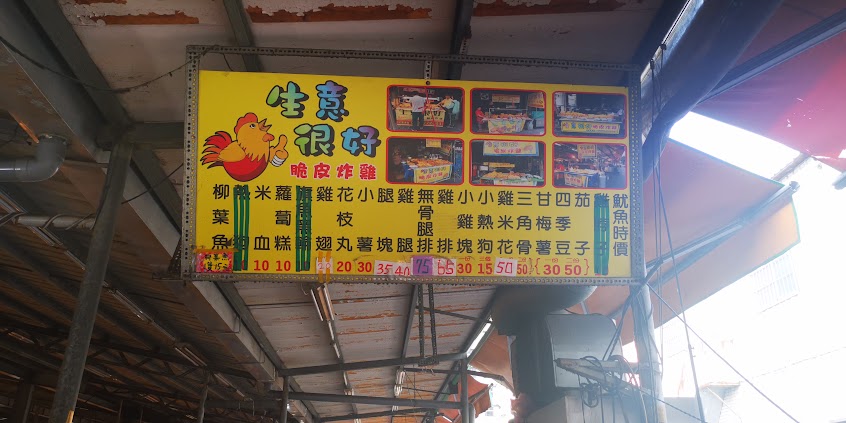 生意
很好
脆皮炸雞
柳葉魚
米血
蘿蔔糕
雞翅
花枝丸
小薯
腿塊
雞腿
無骨腿排
雞排
小雞塊
小熱狗
雞米花
三角骨
甘梅薯
四季豆
茄子
魷魚時價
10 10 20 30 35 40 75 65 30 15 50 50 30 50